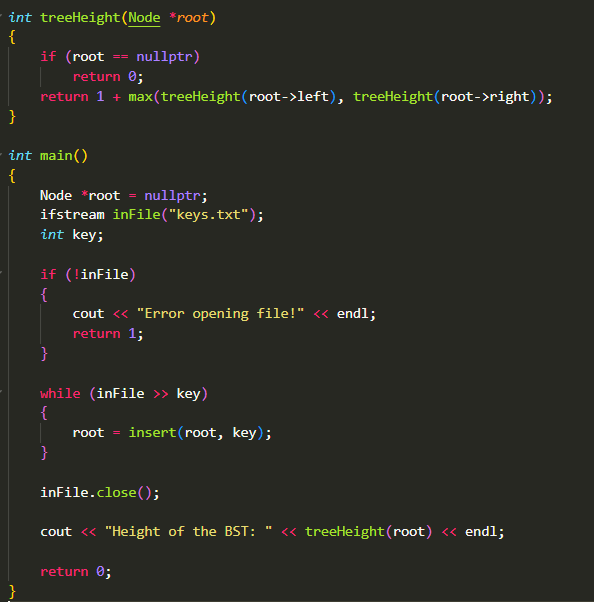 int treeHeight(Node *root)
{
    if (root == nullptr)
        return 0;
    return 1 + max(treeHeight(root->left), treeHeight(root->right));
}

int main()
{
    Node *root = nullptr;
    ifstream inFile("keys.txt");
    int key;

    if (!inFile)
    {
        cout << "Error opening file!" << endl;
        return 1;
    }

    while (inFile >> key)
    {
        root = insert(root, key);
    }

    inFile.close();

    cout << "Height of the BST: " << treeHeight(root) << endl;

    return 0;
}